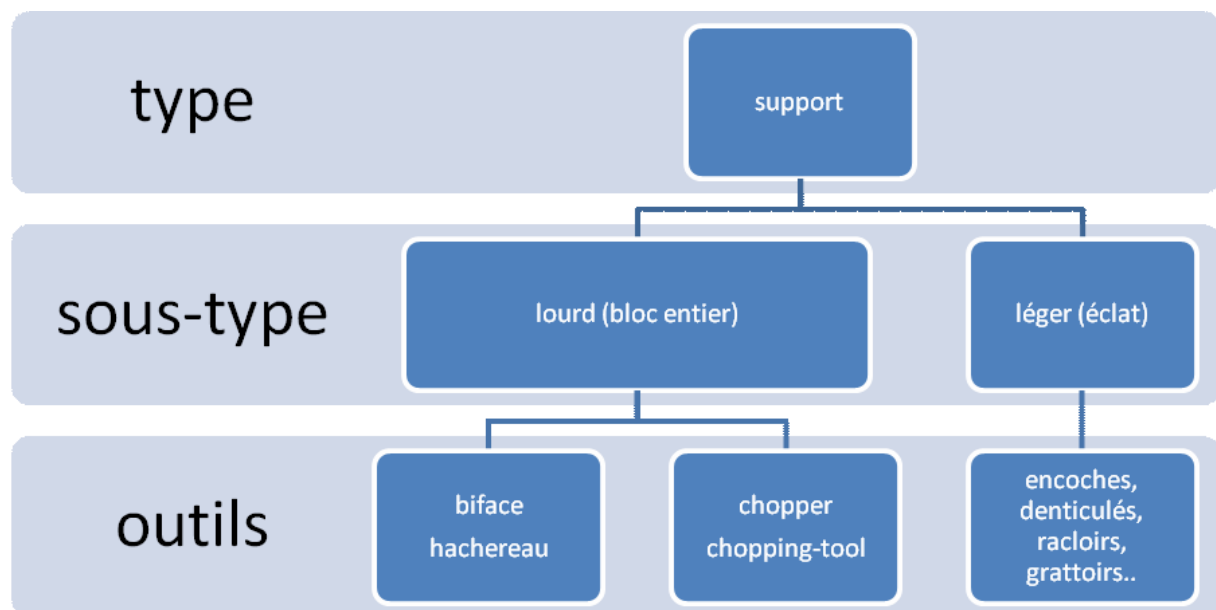 type
support
sous-type
lourd (bloc entier)
léger (éclat)
outils
biface
hachereau
chopper
chopping-tool
encoches,
denticulés,
racloirs,
grattoirs..